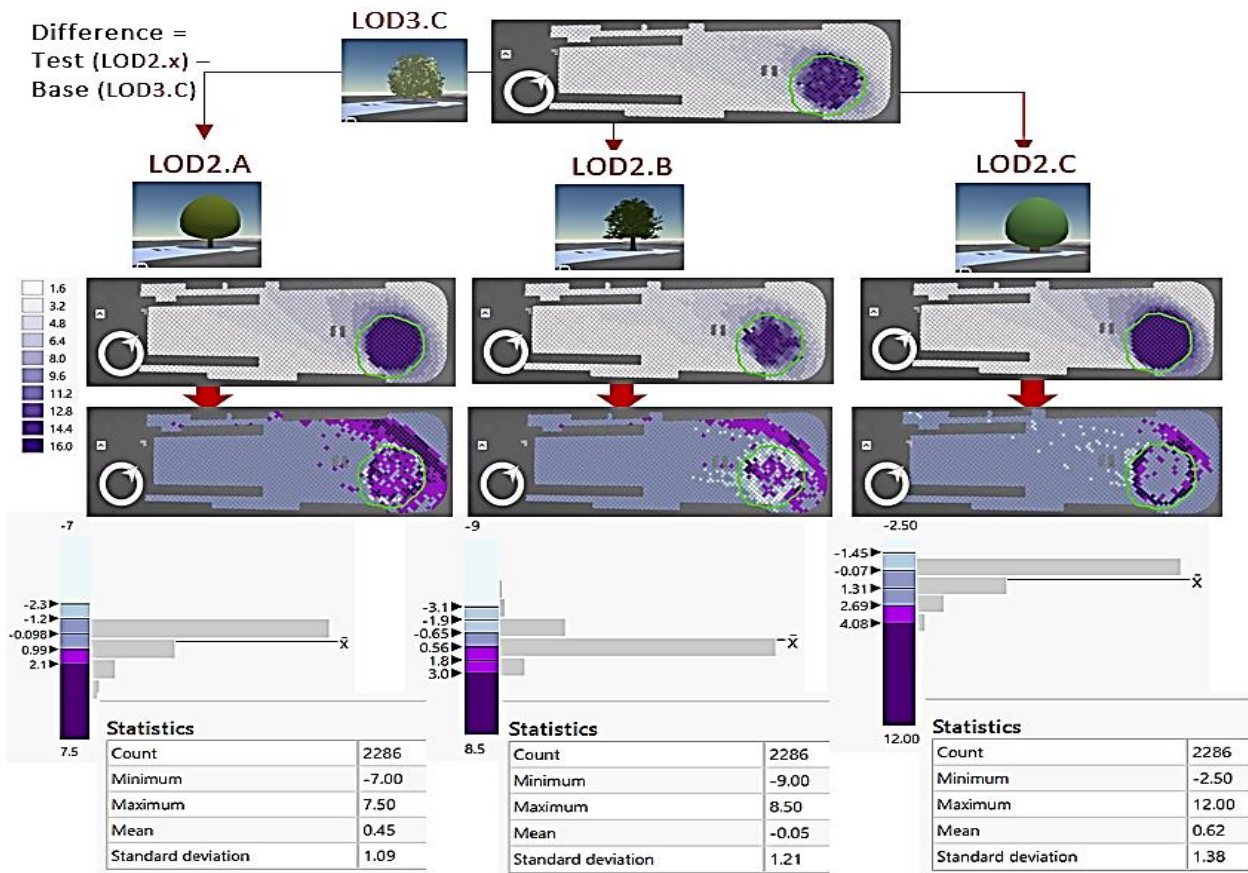 Difference =
Test (LOD2.x) –
Base (LOD3.C)
LOD3.C
LOD2.A
LOD2.B
LOD2.C
1.6
3.2
4.8
6.4
8.0
9.6
11.2
12.8
14.4
16.0
-7
-2.3
-1.2
-0.098
0.99
2.1
7.5
x̄
Statistics
Count 2286
Minimum -7.00
Maximum 7.50
Mean 0.45
Standard deviation 1.09
-9
-3.1
-1.9
-0.65
0.56
1.8
3.0
8.5
x̄
Statistics
Count 2286
Minimum -9.00
Maximum 8.50
Mean -0.05
Standard deviation 1.21
-2.50
-1.45
-0.07
1.31
2.69
4.08
12.00
x̄
Statistics
Count 2286
Minimum -2.50
Maximum 12.00
Mean 0.62
Standard deviation 1.38